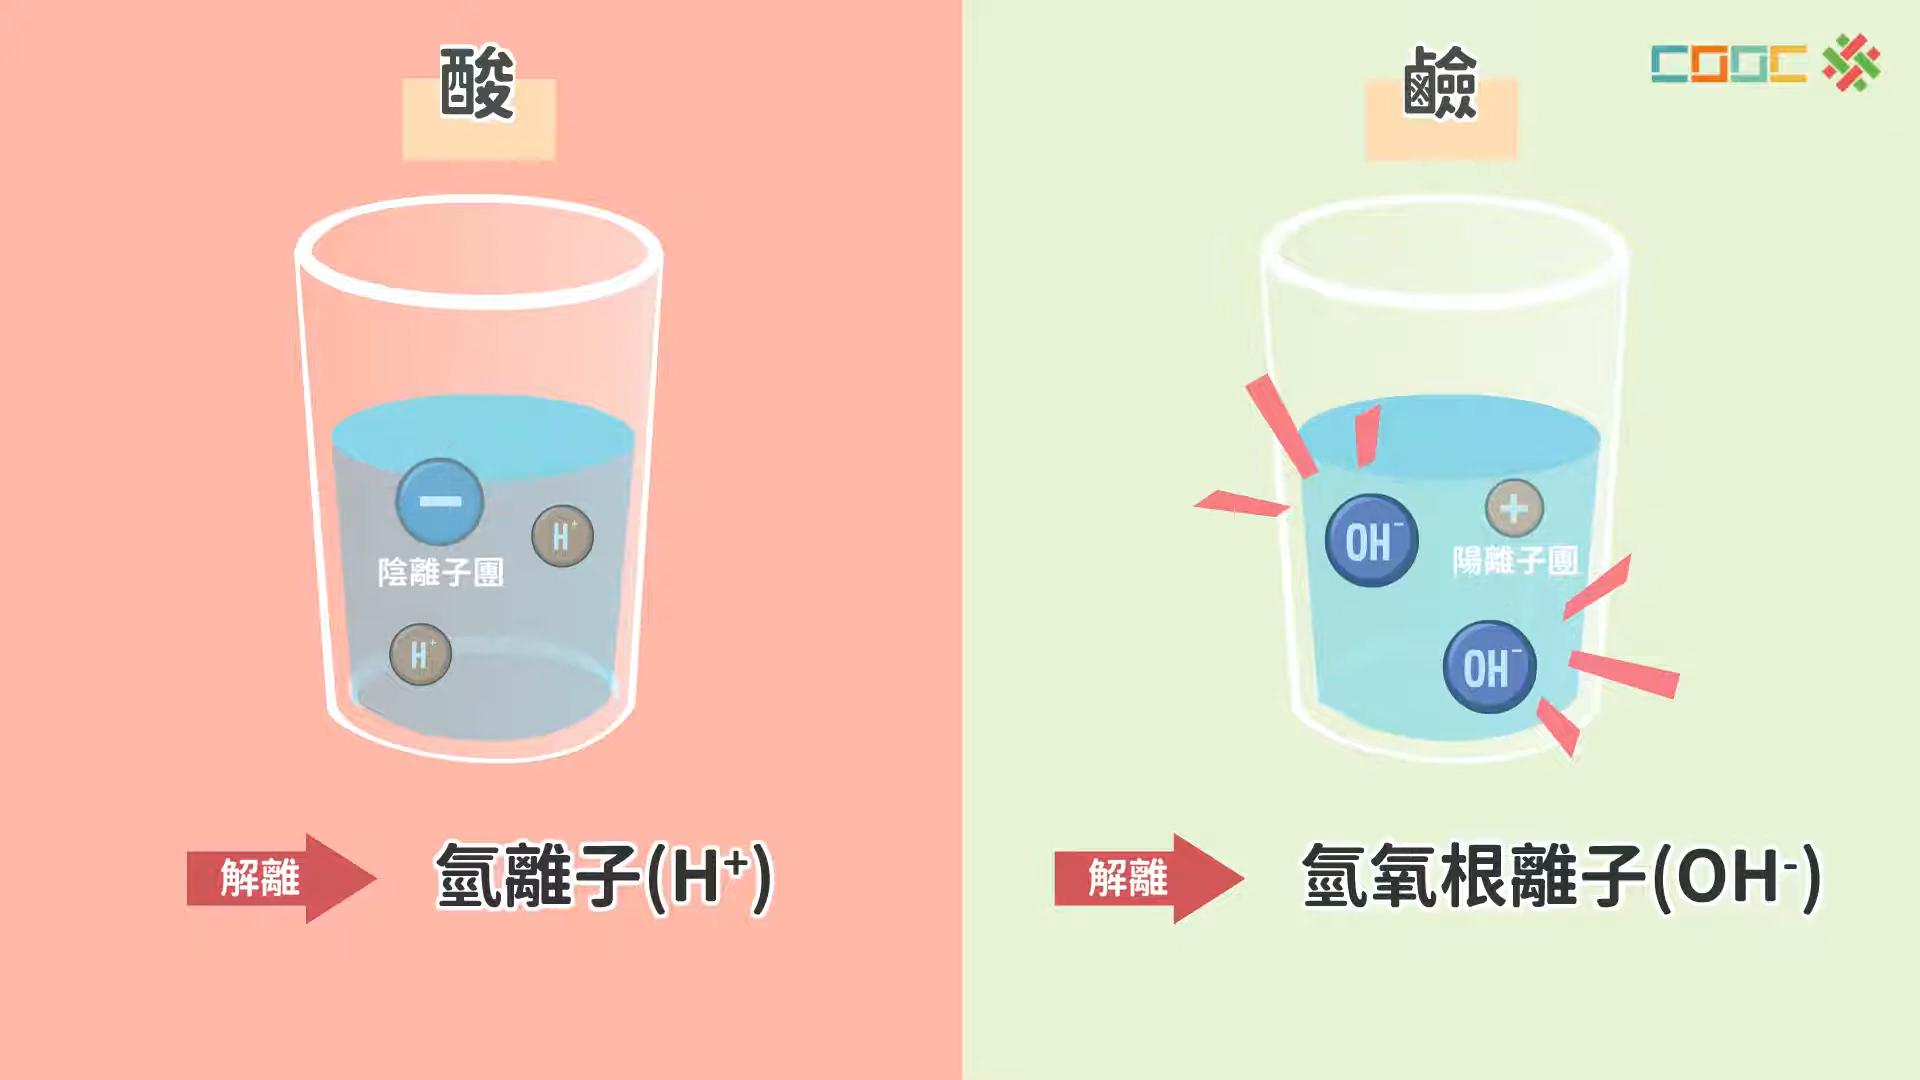 酸
H⁺
陰離子團
H⁺
解離
氫離子(H⁺)
鹼
COOC
OH⁻
陽離子團
OH⁻
解離
氫氧根離子(OH⁻)